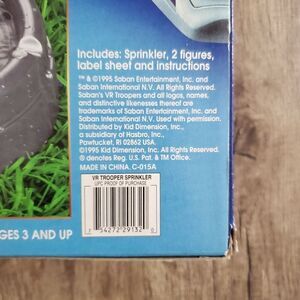 Includes: Sprinkler, 2 figures,
label sheet and instructions
™ & ©1995 Saban Entertainment, Inc. and
Saban International N.V. All Rights Reserved.
Saban's VR Troopers and all logos, names,
and distinctive likenesses thereof are
trademarks of Saban Entertainment, Inc. and
Saban International N.V. Used with permission.
Distributed by Kid Dimension, Inc.,
a subsidiary of Hasbro, Inc.,
Pawtucket, RI 02862 USA.
©1995 Kid Dimension, Inc. All Rights Reserved.
® denotes Reg. U.S. Pat. & TM Office.
MADE IN CHINA. C-015A
VR TROOPER SPRINKLER
UPC PROOF OF PURCHASE
54272"29132
GES 3 AND UP